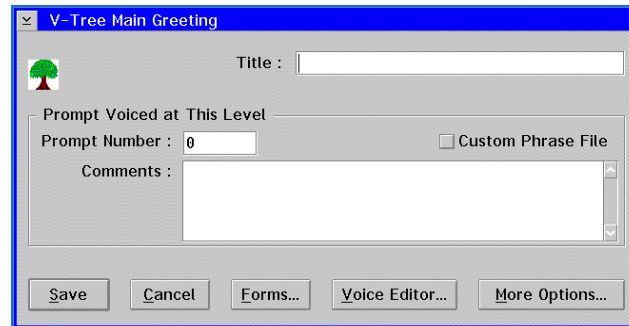 V-Tree Main Greeting
Title :
Prompt Voiced at This Level
Prompt Number : 0 Custom Phrase File
Comments :
Save Cancel Forms... Voice Editor... More Options...